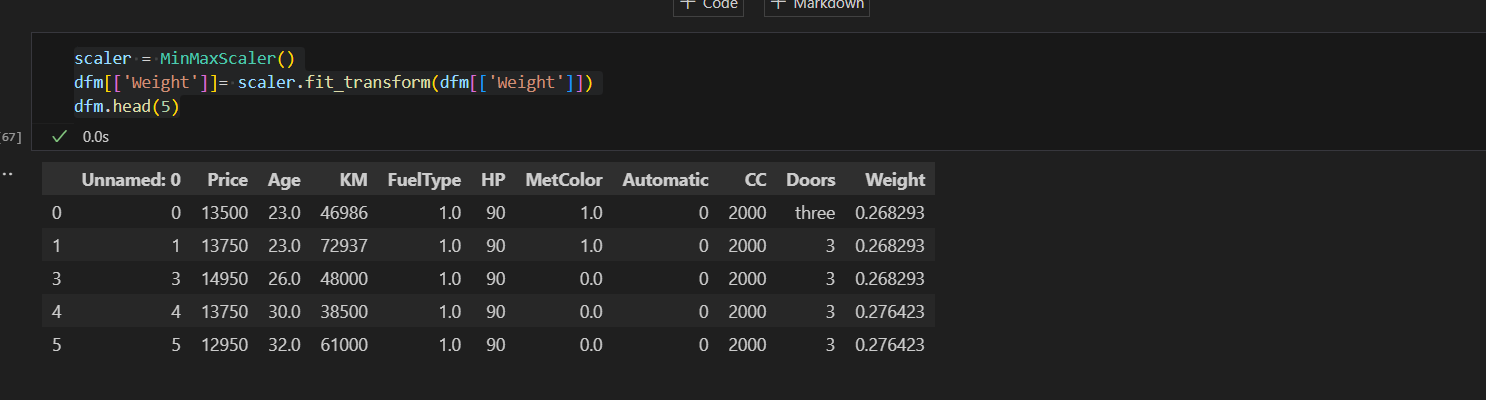 + Code + Markdown
scaler = MinMaxScaler()
dfm[['Weight']]= scaler.fit_transform(dfm[['Weight']])
dfm.head(5)
67] ✓ 0.0s
Unnamed: 0 Price Age KM FuelType HP MetColor Automatic CC Doors Weight
0 0 13500 23.0 46986 1.0 90 1.0 0 2000 three 0.268293
1 1 13750 23.0 72937 1.0 90 1.0 0 2000 3 0.268293
3 3 14950 26.0 48000 1.0 90 0.0 0 2000 3 0.268293
4 4 13750 30.0 38500 1.0 90 0.0 0 2000 3 0.276423
5 5 12950 32.0 61000 1.0 90 0.0 0 2000 3 0.276423